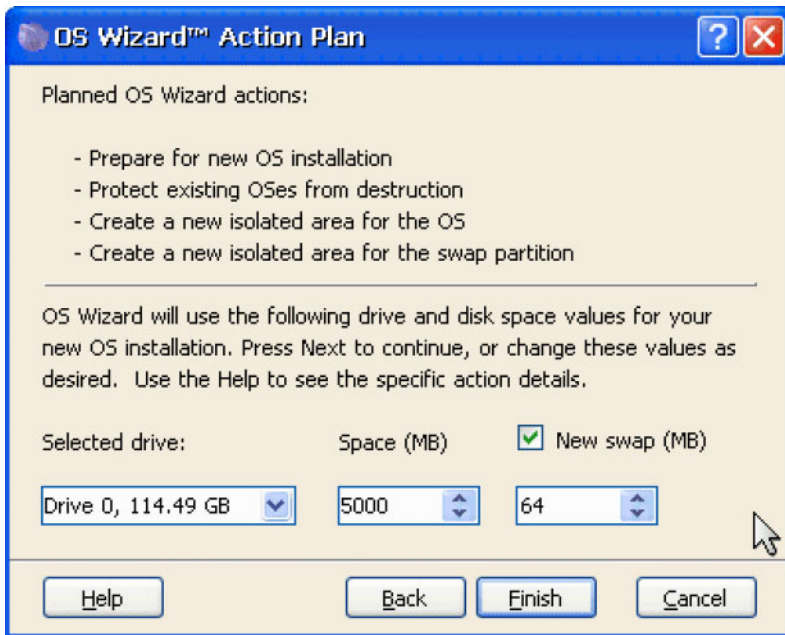 OS Wizard™ Action Plan
Planned OS Wizard actions:
- Prepare for new OS installation
- Protect existing OSes from destruction
- Create a new isolated area for the OS
- Create a new isolated area for the swap partition
OS Wizard will use the following drive and disk space values for your
new OS installation. Press Next to continue, or change these values as
desired.  Use the Help to see the specific action details.
Selected drive: Space (MB) New swap (MB)
Drive 0, 114.49 GB 5000 64
Help Back Finish Cancel